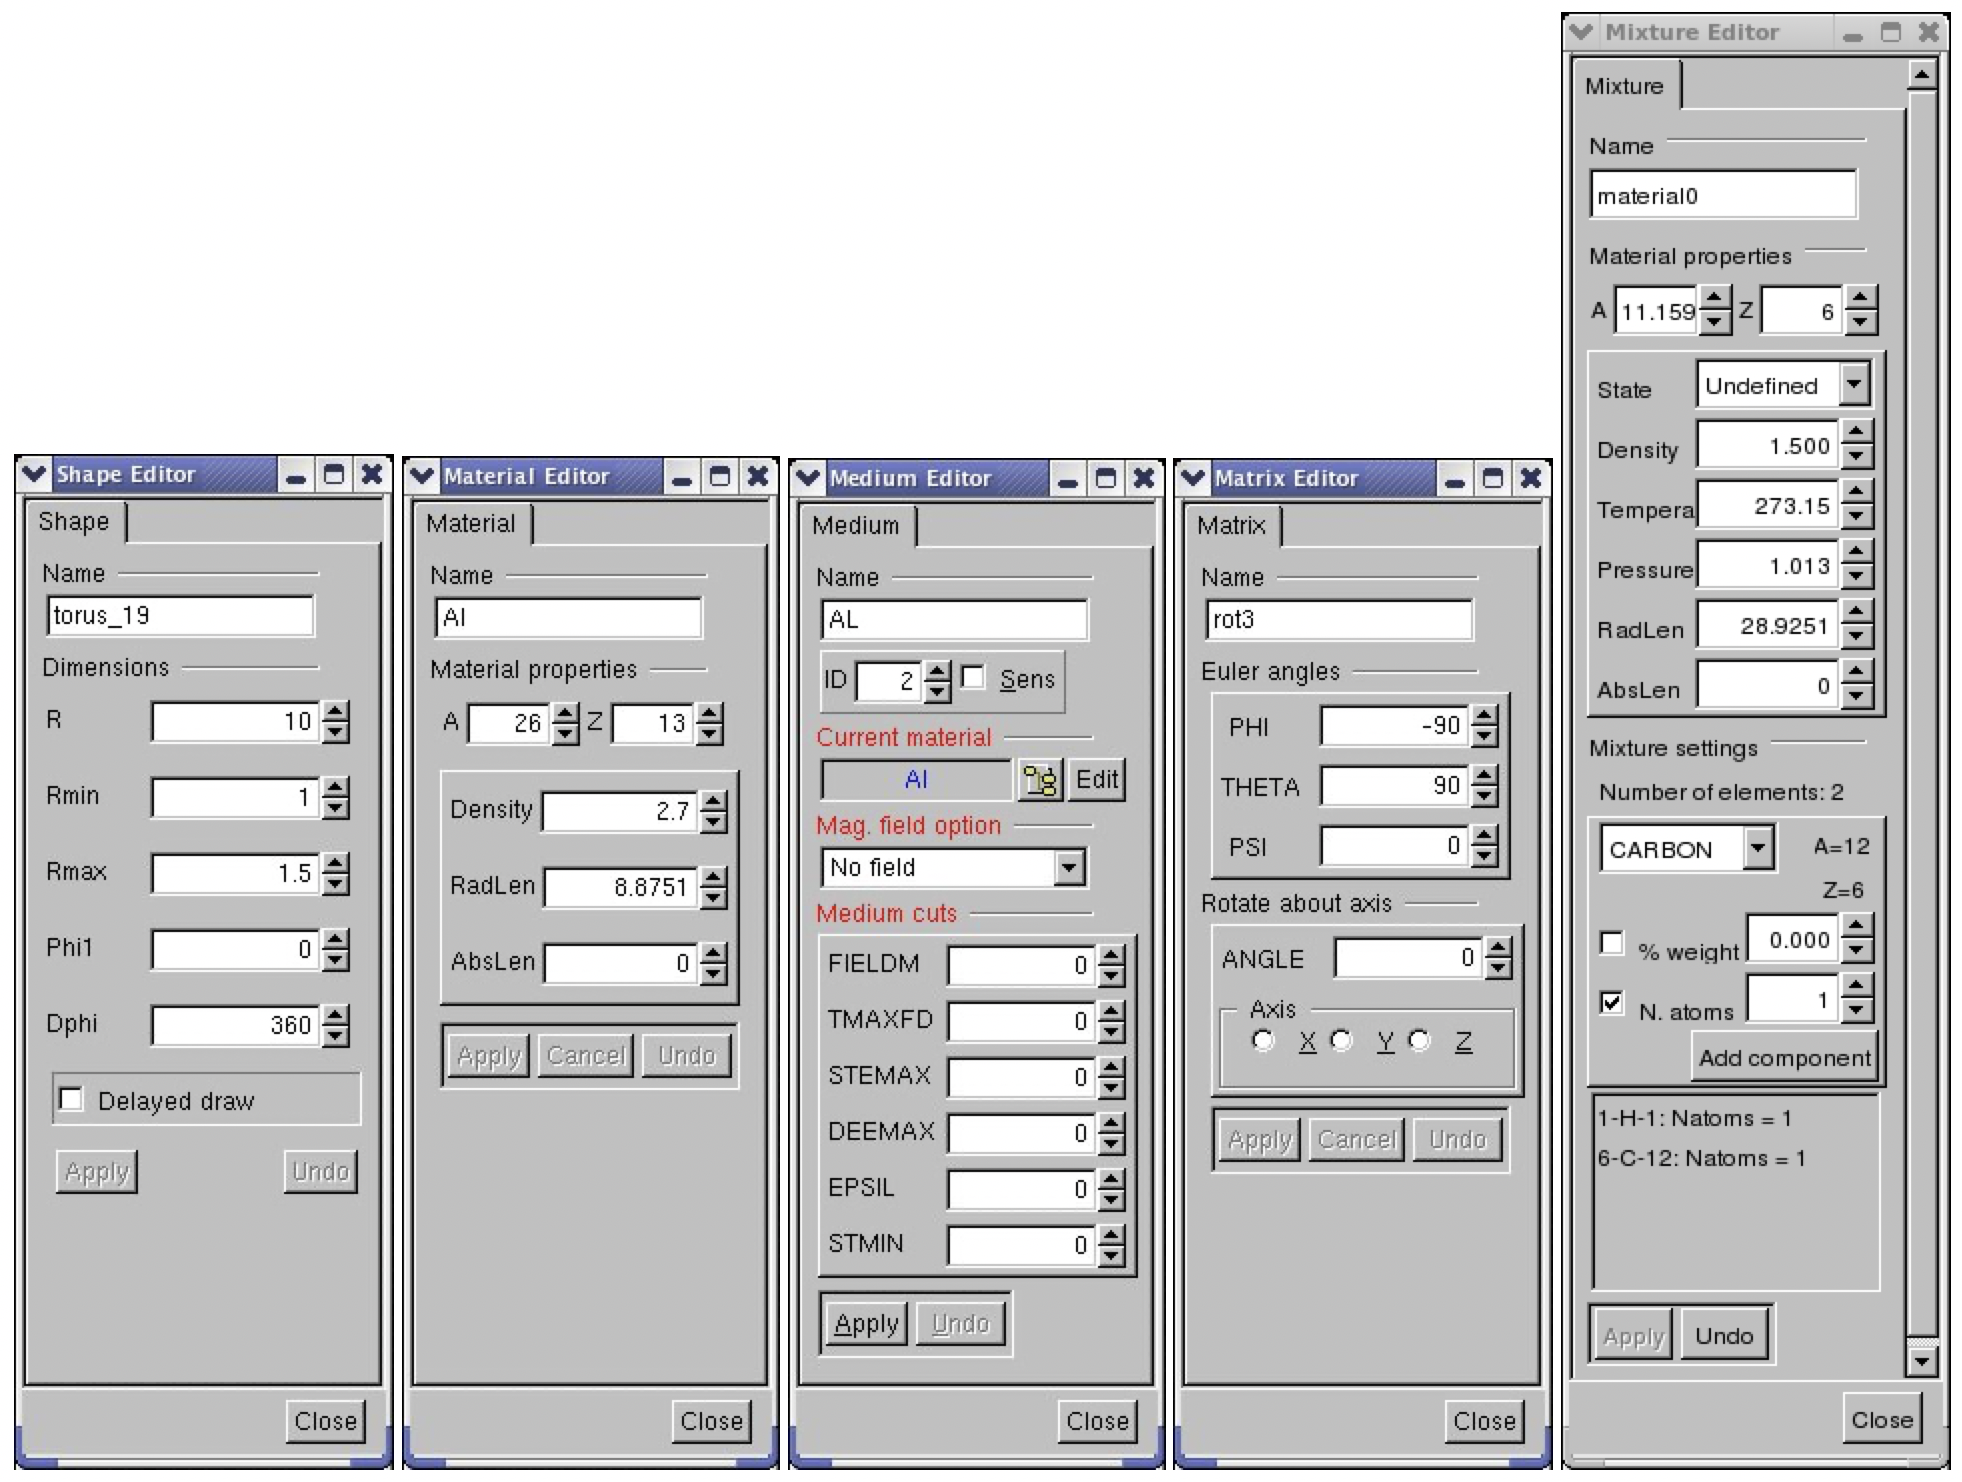 Shape Editor
Shape
Name
torus_19
Dimensions
R 10
Rmin 1
Rmax 1.5
Phi1 0
Dphi 360
Delayed draw
Apply Undo
Close
Material Editor
Material
Name
Al
Material properties
A 26 Z 13
Density 2.7
RadLen 8.8751
AbsLen 0
Apply Cancel Undo
Close
Medium Editor
Medium
Name
AL
ID 2 Sens
Current material
Al Edit
Mag. field option
No field
Medium cuts
FIELDM 0
TMAXFD 0
STEMAX 0
DEEMAX 0
EPSIL 0
STMIN 0
Apply Undo
Close
Matrix Editor
Matrix
Name
rot3
Euler angles
PHI -90
THETA 90
PSI 0
Rotate about axis
ANGLE 0
Axis
X Y Z
Apply Cancel Undo
Close
Mixture Editor
Mixture
Name
material0
Material properties
A 11.159 Z 6
State Undefined
Density 1.500
Tempera 273.15
Pressure 1.013
RadLen 28.9251
AbsLen 0
Mixture settings
Number of elements: 2
CARBON A=12
Z=6
% weight 0.000
N. atoms 1
Add component
1-H-1: Natoms = 1
6-C-12: Natoms = 1
Apply Undo
Close